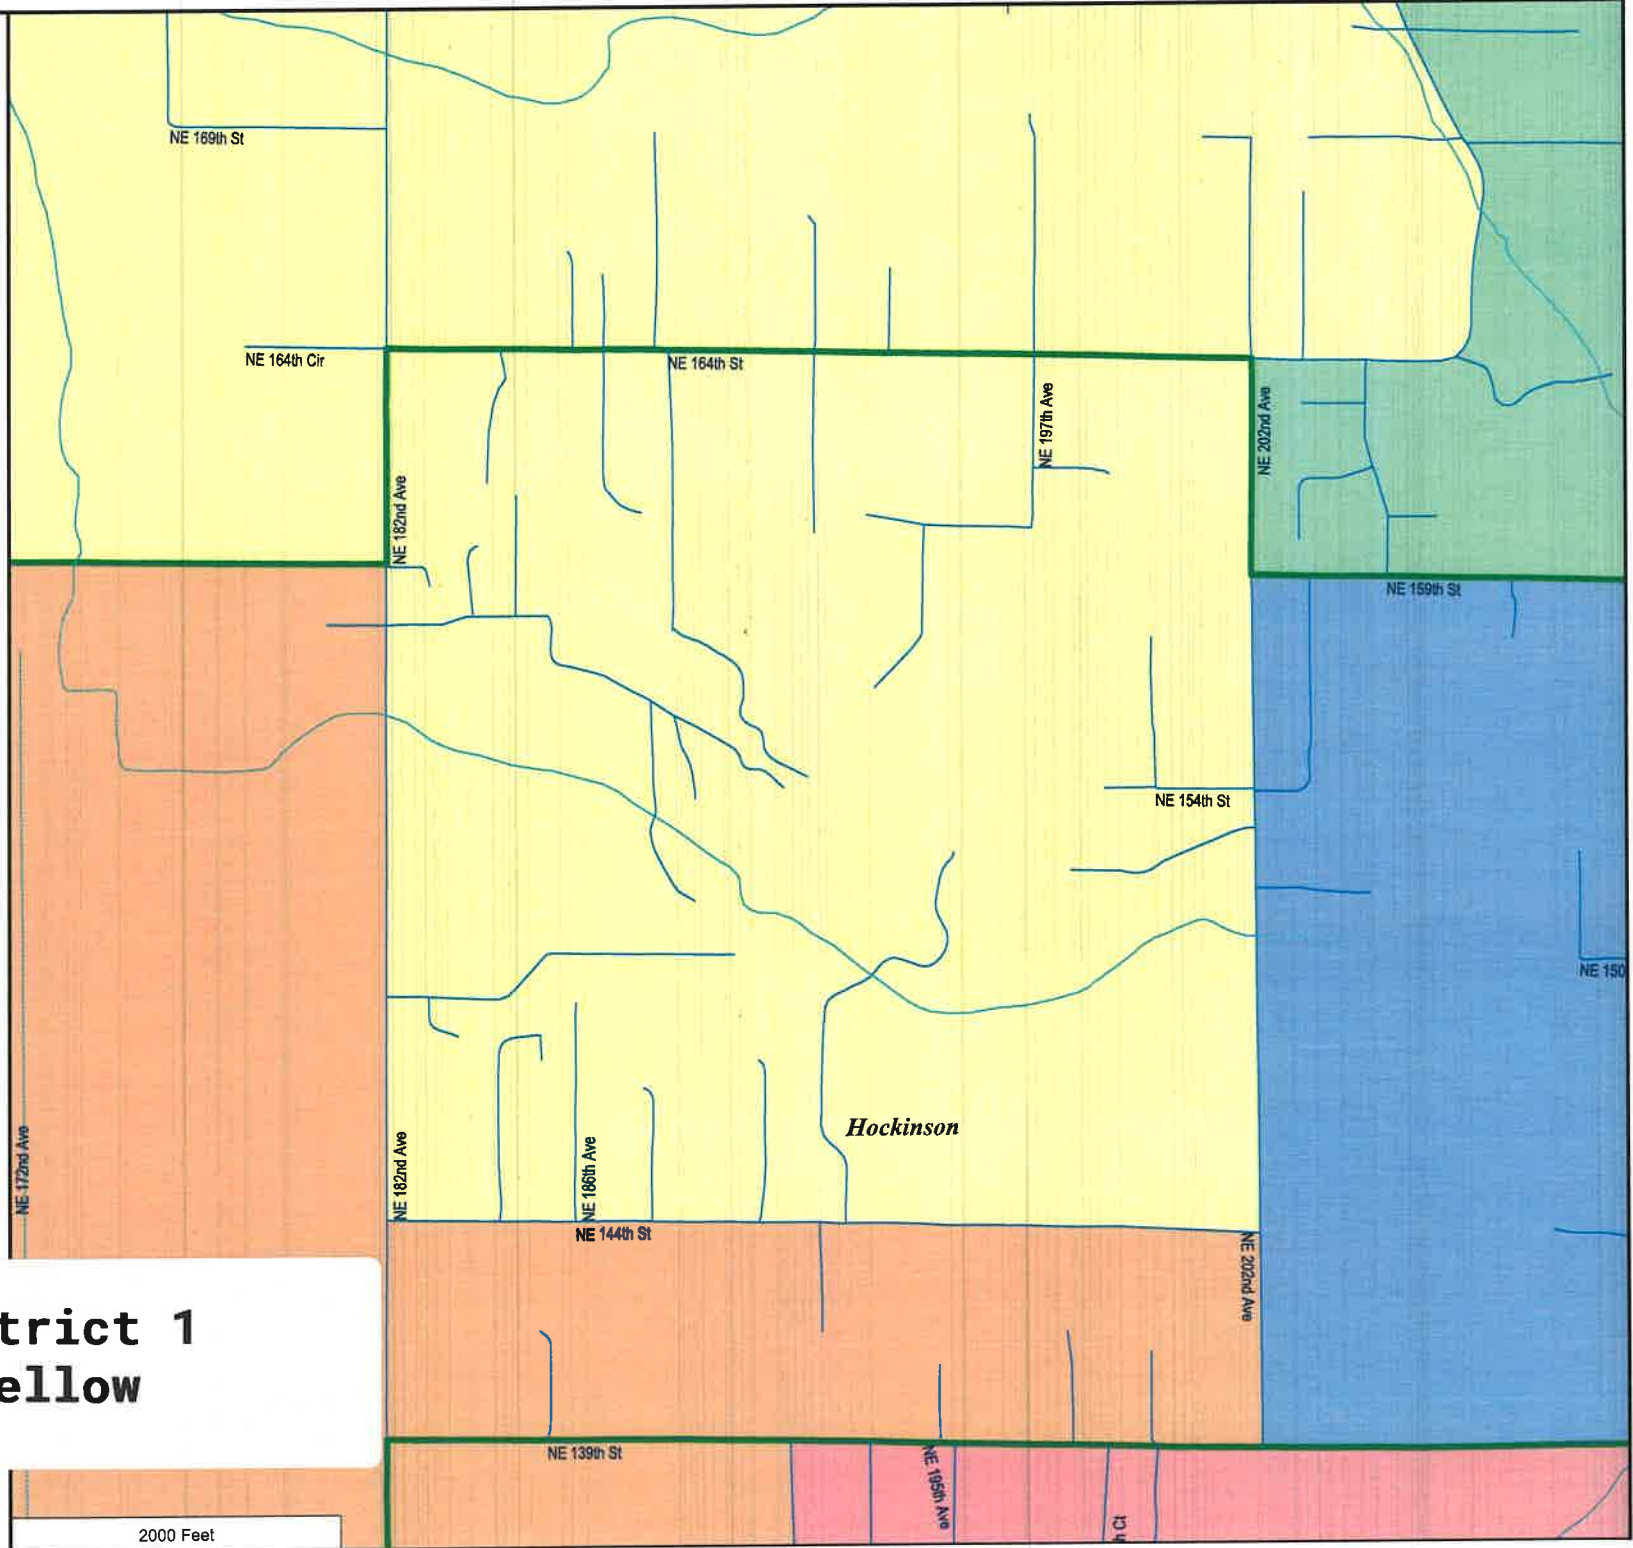 NE 169th St
NE 164th Cir
NE 164th St
NE 197th Ave
NE 202nd Ave
NE 182nd Ave
NE 159th St
NE 154th St
NE 150
NE 172nd Ave
NE 182nd Ave
NE 186th Ave
Hockinson
NE 144th St
NE 202nd Ave
trict 1
ellow
NE 139th St
NE 195th Ave
h Ct
2000 Feet